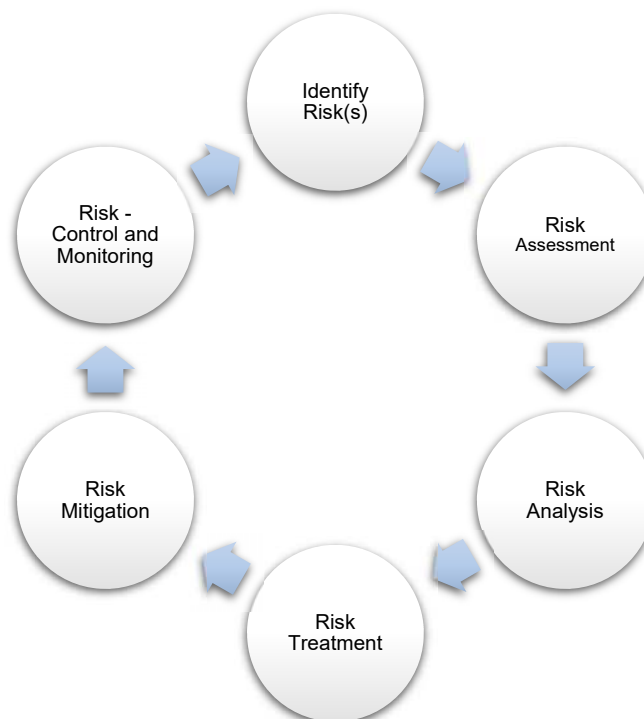 Identify
Risk(s)
Risk
Assessment
Risk
Analysis
Risk
Treatment
Risk
Mitigation
Risk -
Control and
Monitoring